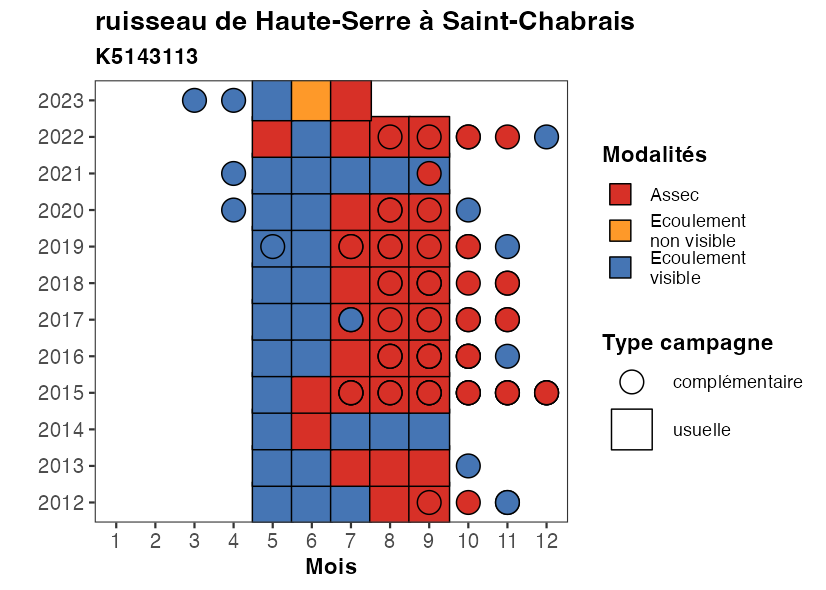 ruisseau de Haute-Serre à Saint-Chabrais
K5143113
2023
2022
2021
2020
2019
2018
2017
2016
2015
2014
2013
2012
1 2 3 4 5 6 7 8 9 10 11 12
Mois
Modalités
Assec
Ecoulement
non visible
Ecoulement
visible
Type campagne
complémentaire
usuelle